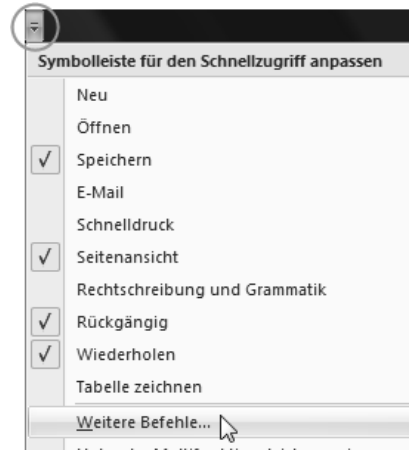 Symbolleiste für den Schnellzugriff anpassen
Neu
Öffnen
Speichern
E-Mail
Schnelldruck
Seitenansicht
Rechtschreibung und Grammatik
Rückgängig
Wiederholen
Tabelle zeichnen
Weitere Befehle...